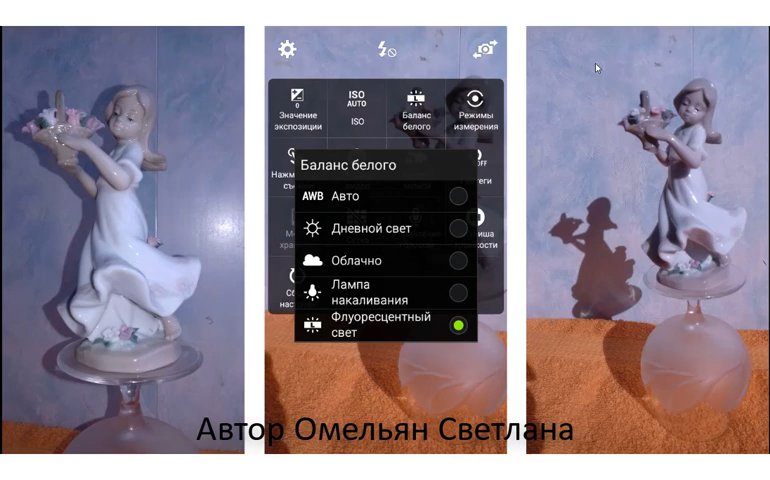 ISO
AUTO
0
Значение
экспозиции
ISO
Баланс
белого
Режимы
измерения
Баланс белого
AWB Авто
Дневной свет
Облачно
Лампа
накаливания
Флуоресцентный
свет
Автор Омельян Светлана